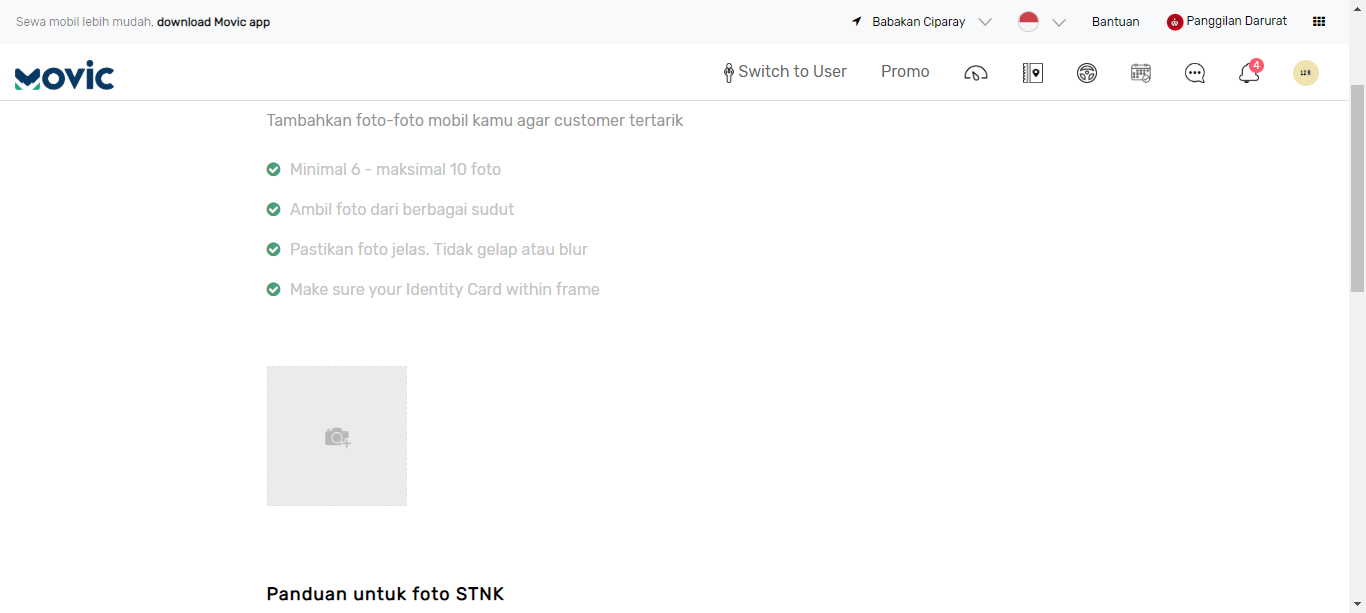 Sewa mobil lebih mudah, download Movic app
Babakan Ciparay
Bantuan
Panggilan Darurat
MOVIC
Switch to User
Promo
4
12R
Tambahkan foto-foto mobil kamu agar customer tertarik
Minimal 6 - maksimal 10 foto
Ambil foto dari berbagai sudut
Pastikan foto jelas. Tidak gelap atau blur
Make sure your Identity Card within frame
Panduan untuk foto STNK